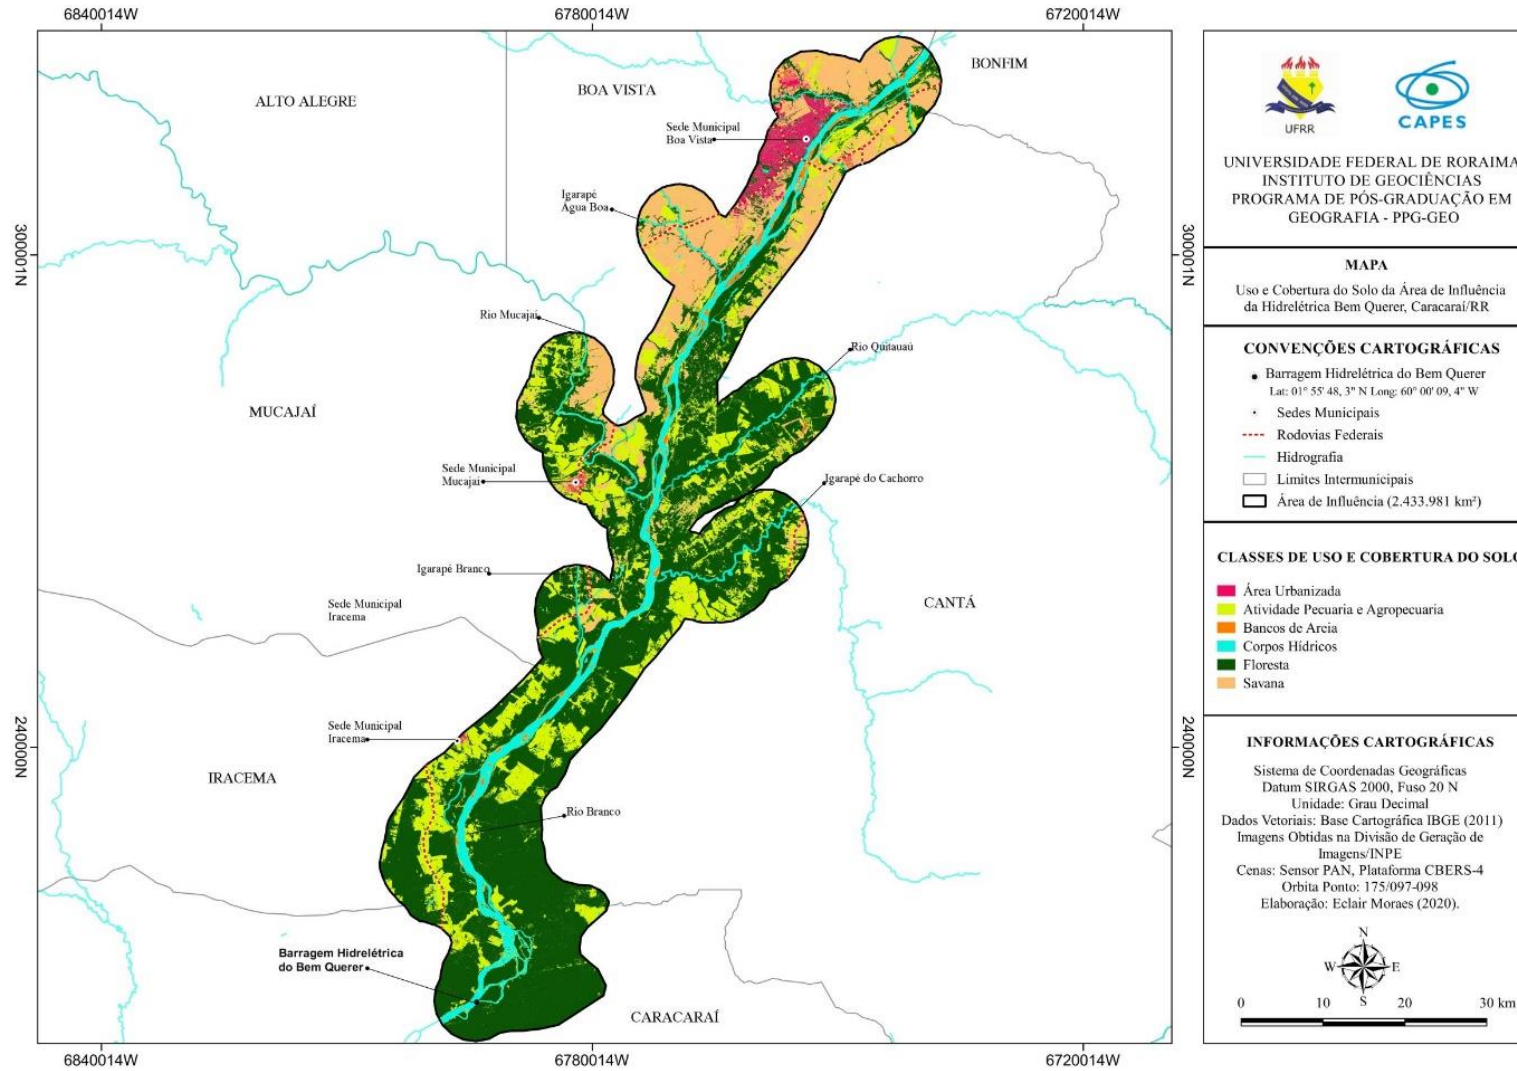 6840014W
6780014W
6720014W
BONFIM
BOA VISTA
ALTO ALEGRE
Sede Municipal
Boa Vista
Igarapé
Água Boa
300001N
300001N
Rio Mucajaí
Rio Quitauaú
MUCAJAÍ
Sede Municipal
Mucajaí
Igarapé do Cachorro
Igarapé Branco
Sede Municipal
Iracema
CANTÁ
Sede Municipal
Iracema
240000N
240000N
IRACEMA
Rio Branco
Barragem Hidrelétrica
do Bem Querer
CARACARAÍ
6840014W
6780014W
6720014W
UFRR
CAPES
UNIVERSIDADE FEDERAL DE RORAIMA
INSTITUTO DE GEOCIÊNCIAS
PROGRAMA DE PÓS-GRADUAÇÃO EM
GEOGRAFIA - PPG-GEO
MAPA
Uso e Cobertura do Solo da Área de Influência
da Hidrelétrica Bem Querer, Caracaraí/RR
CONVENÇÕES CARTOGRÁFICAS
Barragem Hidrelétrica do Bem Querer
Lat: 01° 55' 48, 3" N Long: 60° 00' 09, 4" W
Sedes Municipais
Rodovias Federais
Hidrografia
Limites Intermunicipais
Área de Influência (2.433.981 km²)
CLASSES DE USO E COBERTURA DO SOLO
Área Urbanizada
Atividade Pecuaria e Agropecuaria
Bancos de Areia
Corpos Hídricos
Floresta
Savana
INFORMAÇÕES CARTOGRÁFICAS
Sistema de Coordenadas Geográficas
Datum SIRGAS 2000, Fuso 20 N
Unidade: Grau Decimal
Dados Vetoriais: Base Cartográfica IBGE (2011)
Imagens Obtidas na Divisão de Geração de
Imagens/INPE
Cenas: Sensor PAN, Plataforma CBERS-4
Orbita Ponto: 175/097-098
Elaboração: Eclair Moraes (2020).
N
W E
S
0 10 20 30 km